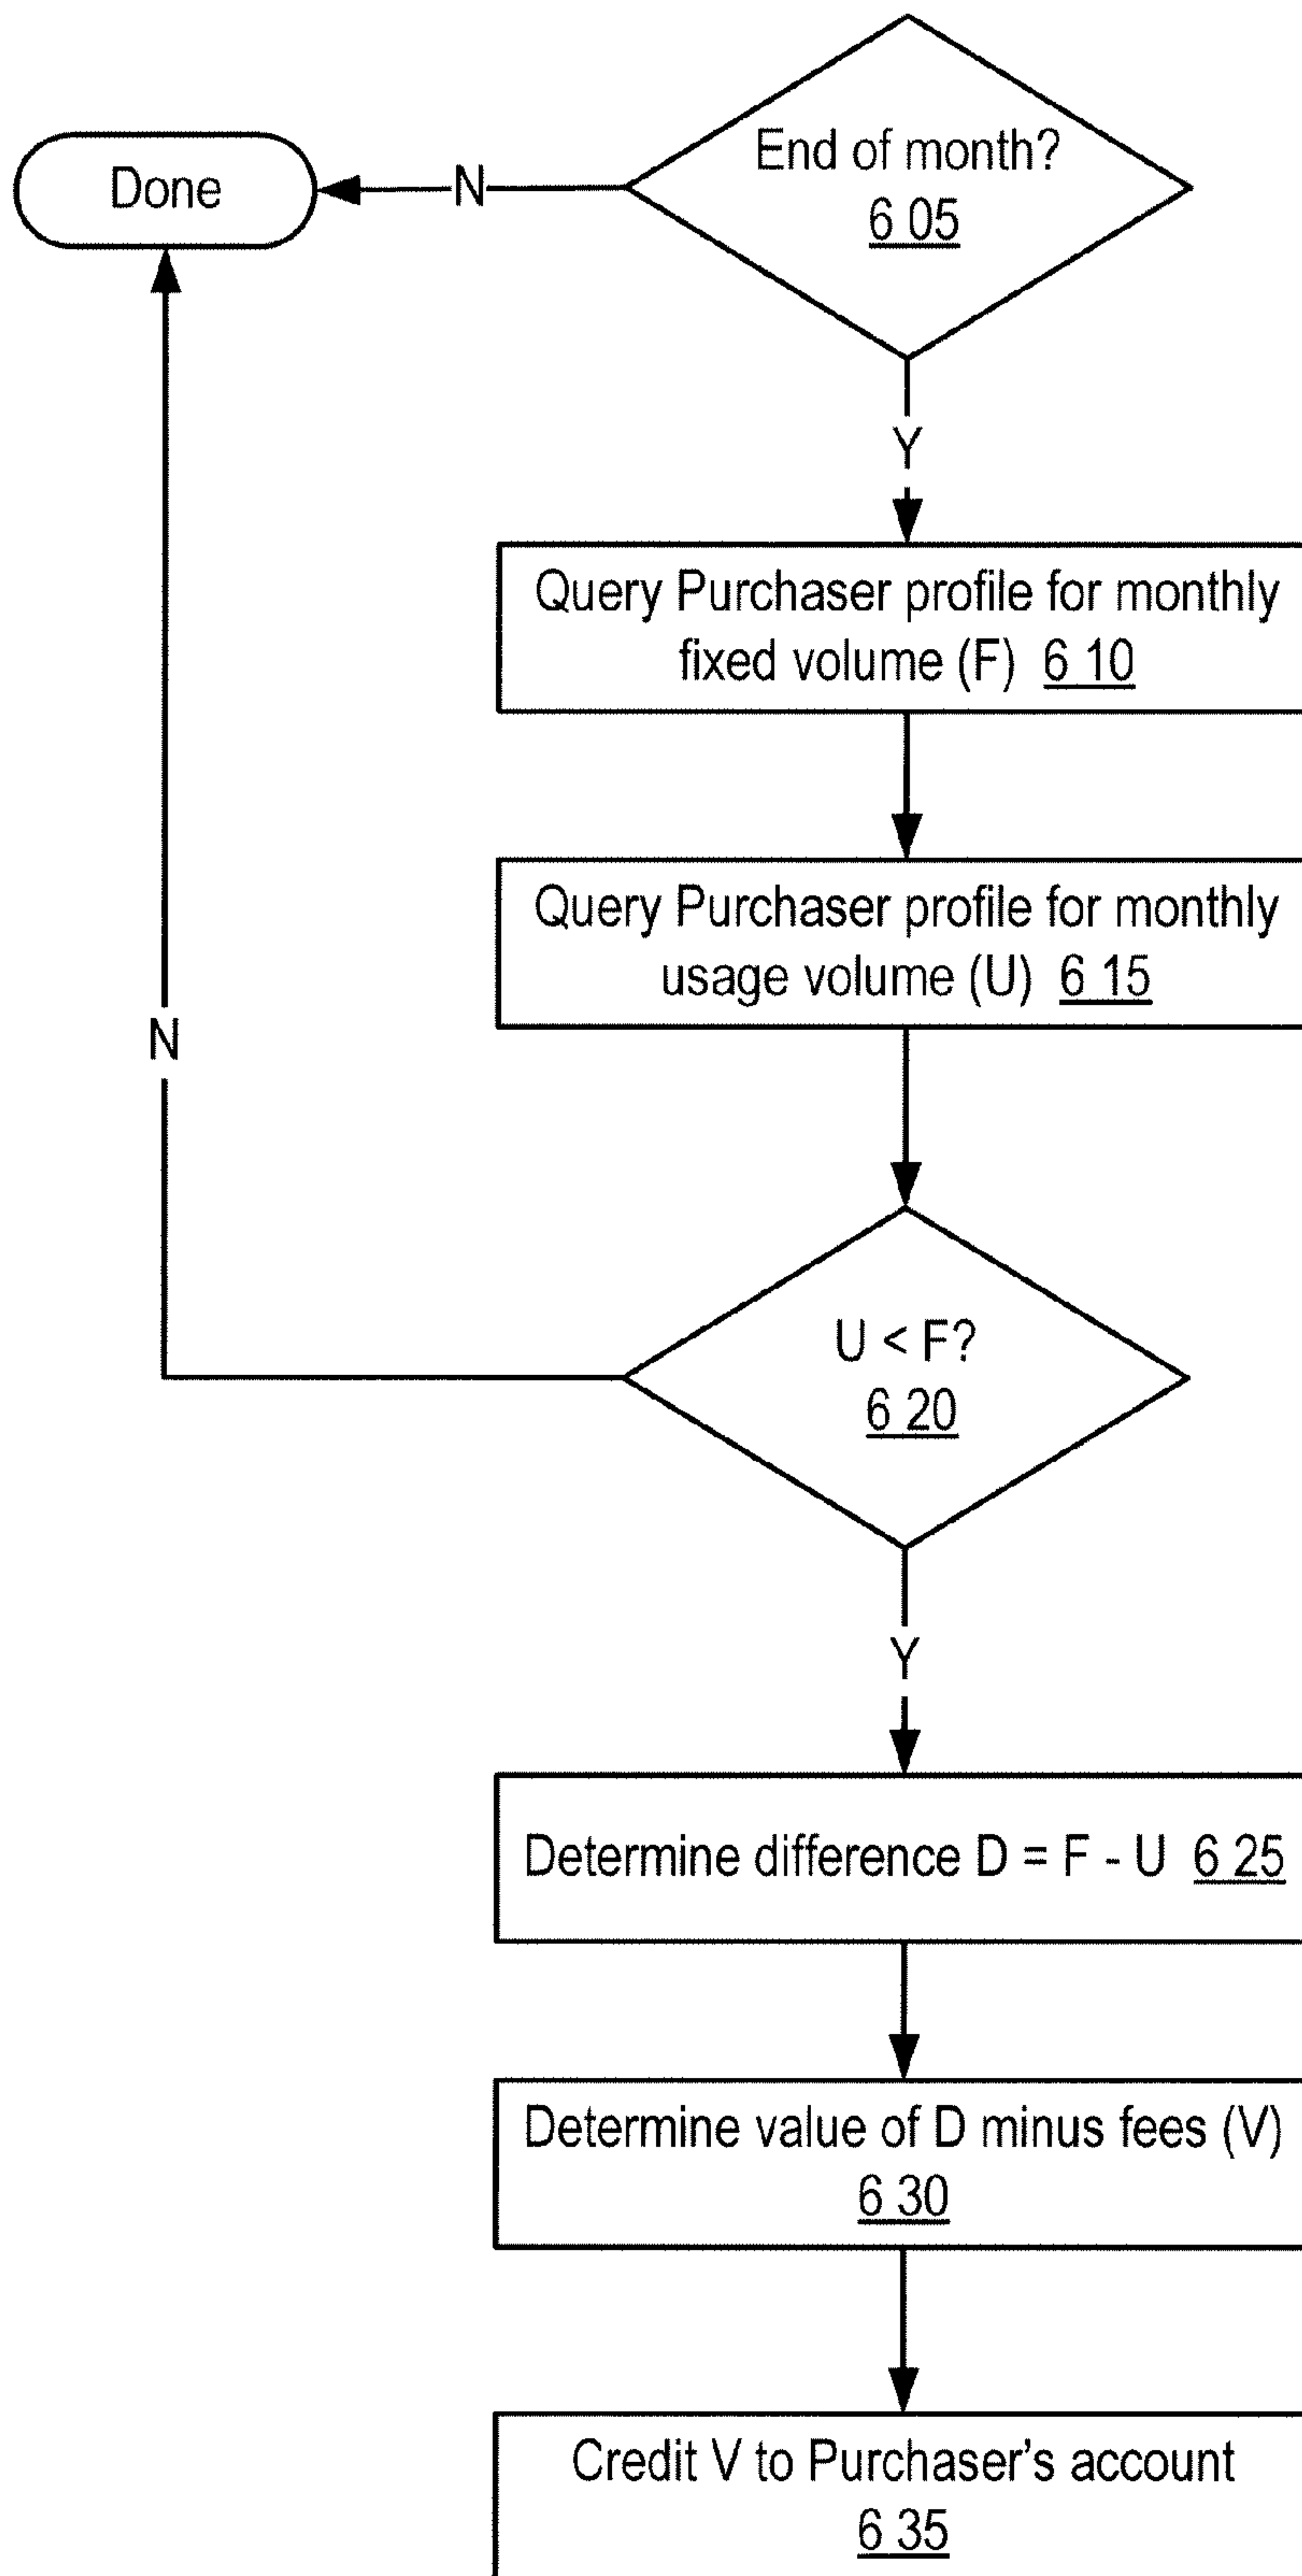 End of month?
6 05
Done
N
Y
Query Purchaser profile for monthly
fixed volume (F) 6 10
Query Purchaser profile for monthly
usage volume (U) 6 15
N
U < F?
6 20
Y
Determine difference D = F - U 6 25
Determine value of D minus fees (V)
6 30
Credit V to Purchaser's account
6 35